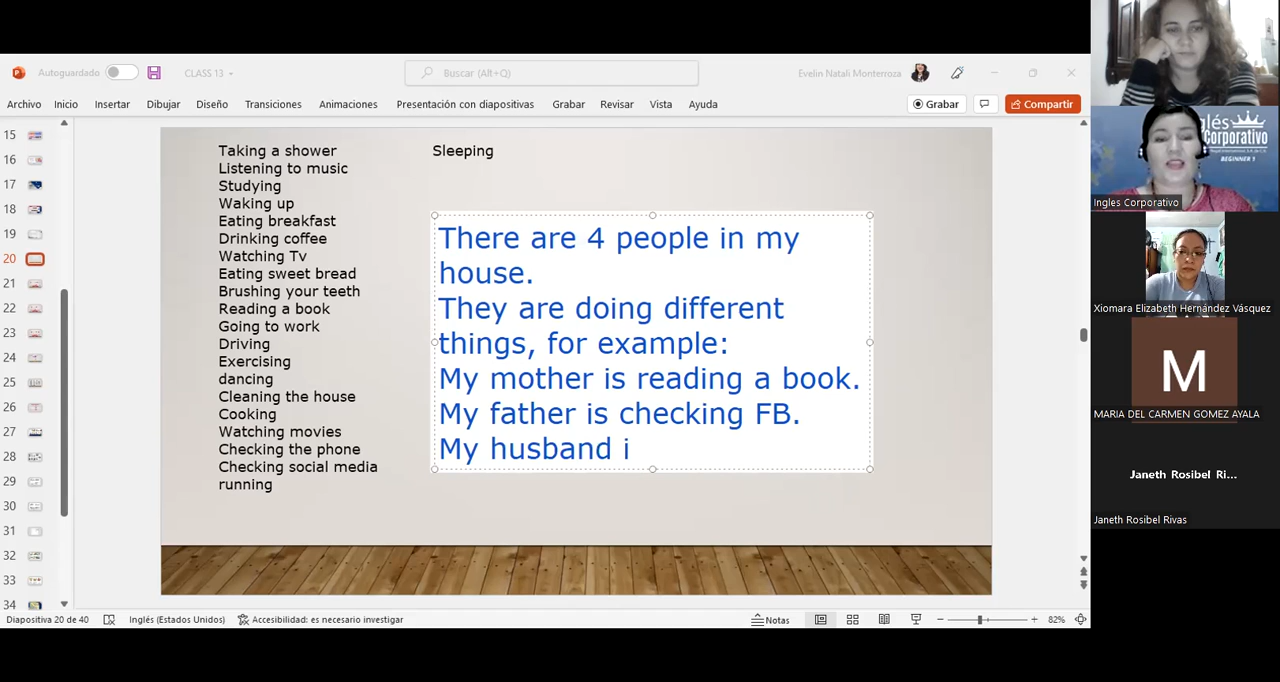 Autoguardado
CLASS 13
Buscar (Alt+Q)
Evelin Natali Monterroza
Archivo Inicio Insertar Dibujar Diseño Transiciones Animaciones Presentación con diapositivas Grabar Revisar Vista Ayuda
Grabar
Compartir
15
16
17
18
19
20
21
22
23
24
25
26
27
28
29
30
31
32
33
34
Taking a shower
Listening to music
Studying
Waking up
Eating breakfast
Drinking coffee
Watching Tv
Eating sweet bread
Brushing your teeth
Reading a book
Going to work
Driving
Exercising
dancing
Cleaning the house
Cooking
Watching movies
Checking the phone
Checking social media
running
Sleeping
There are 4 people in my
house.
They are doing different
things, for example:
My mother is reading a book.
My father is checking FB.
My husband i
Diapositiva 20 de 40
Inglés (Estados Unidos)
Accesibilidad: es necesario investigar
Notas
82%
glés
Corporativo
BEGINNER 1
Ingles Corporativo
Xiomara Elizabeth Hernández Vásquez
M
MARIA DEL CARMEN GOMEZ AYALA
Janeth Rosibel Ri...
Janeth Rosibel Rivas